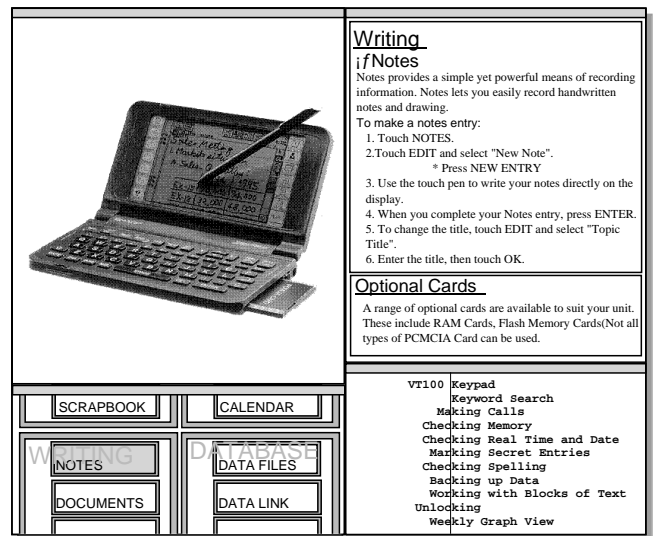 Writing
¡ƒNotes
Notes provides a simple yet powerful means of recording
information. Notes lets you easily record handwritten
notes and drawing.
To make a notes entry:
1. Touch NOTES.
2.Touch EDIT and select "New Note".
* Press NEW ENTRY
3. Use the touch pen to write your notes directly on the
display.
4. When you complete your Notes entry, press ENTER.
5. To change the title, touch EDIT and select "Topic
Title".
6. Enter the title, then touch OK.
Optional Cards
A range of optional cards are available to suit your unit.
These include RAM Cards, Flash Memory Cards(Not all
types of PCMCIA Card can be used.
Sales Meeting
SCRAPBOOK
CALENDAR
WRITING
DATABASE
NOTES
DATA FILES
DOCUMENTS
DATA LINK
VT100 Keypad
Keyword Search
Making Calls
Checking Memory
Checking Real Time and Date
Marking Secret Entries
Checking Spelling
Backing up Data
Working with Blocks of Text
Unlocking
Weekly Graph View